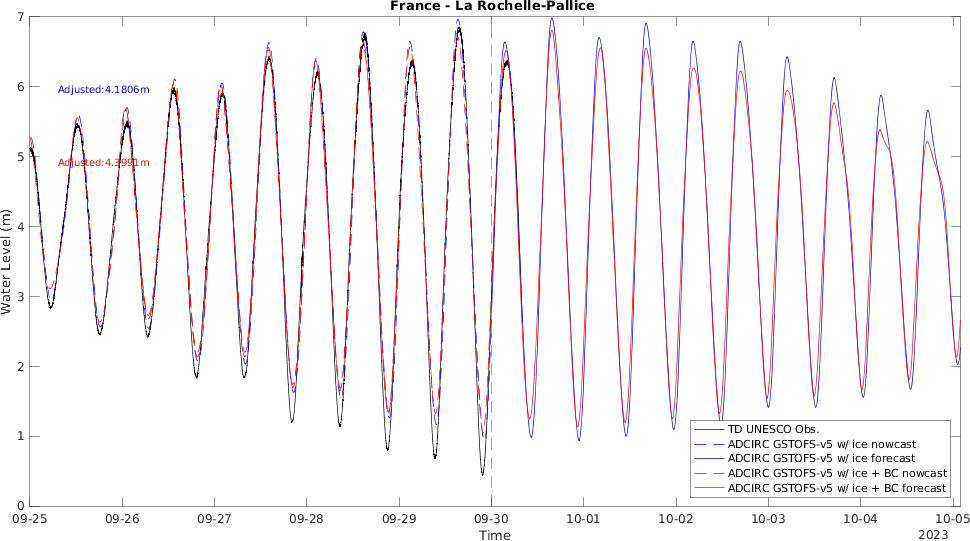 France - La Rochelle-Pallice
7
6
5
4
3
2
1
0
Water Level (m)
Adjusted:4.1806m
Adjusted:4.3991m
TD UNESCO Obs.
ADCIRC GSTOFS-v5 w/ ice nowcast
ADCIRC GSTOFS-v5 w/ ice forecast
ADCIRC GSTOFS-v5 w/ ice + BC nowcast
ADCIRC GSTOFS-v5 w/ ice + BC forecast
09-25 09-26 09-27 09-28 09-29 09-30 10-01 10-02 10-03 10-04 10-05
Time
2023